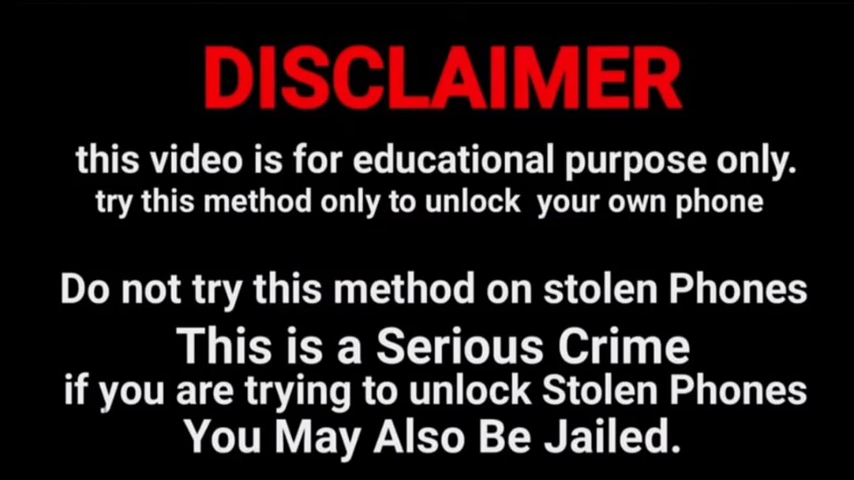 DISCLAIMER
this video is for educational purpose only.
try this method only to unlock your own phone
Do not try this method on stolen Phones
This is a Serious Crime
if you are trying to unlock Stolen Phones
You May Also Be Jailed.